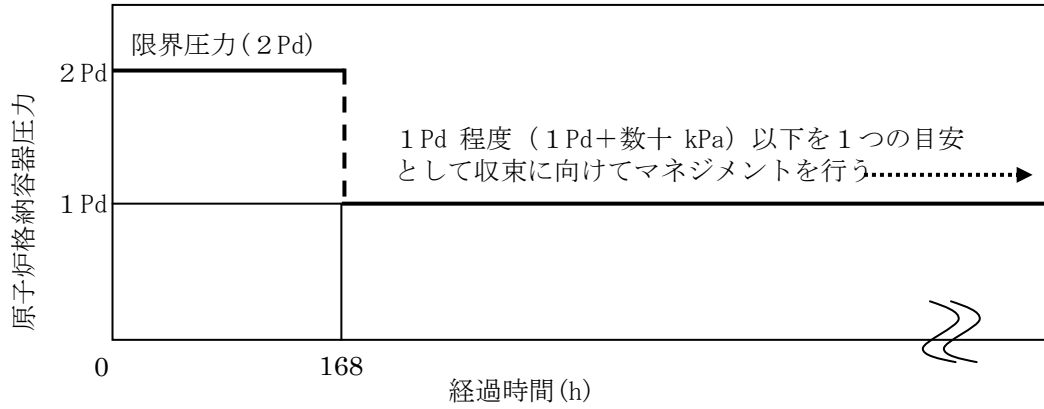 限界圧力(２Pd)
２Pd
１Pd 程度（１Pd＋数十 kPa）以下を１つの目安
として収束に向けてマネジメントを行う
１Pd
原子炉格納容器圧力
0
168
経過時間(h)